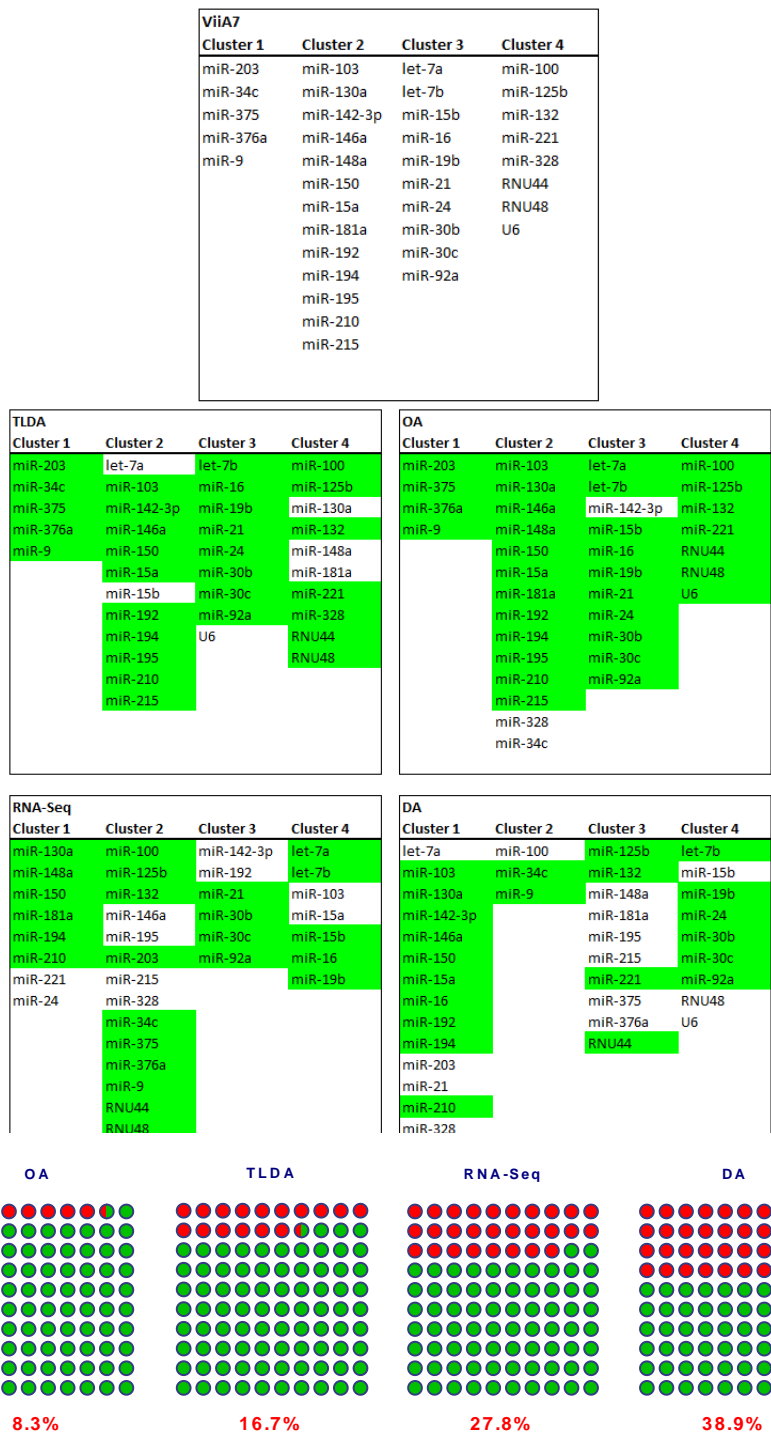 ViiA7
Cluster 1 Cluster 2 Cluster 3 Cluster 4
miR-203 miR-103 let-7a miR-100
miR-34c miR-130a let-7b miR-125b
miR-375 miR-142-3p miR-15b miR-132
miR-376a miR-146a miR-16 miR-221
miR-9 miR-148a miR-19b miR-328
miR-150 miR-21 RNU44
miR-15a miR-24 RNU48
miR-181a miR-30b U6
miR-192 miR-30c
miR-194 miR-92a
miR-195
miR-210
miR-215
TLDA
Cluster 1 Cluster 2 Cluster 3 Cluster 4
miR-203 let-7a let-7b miR-100
miR-34c miR-103 miR-16 miR-125b
miR-375 miR-142-3p miR-19b miR-130a
miR-376a miR-146a miR-21 miR-132
miR-9 miR-150 miR-24 miR-148a
miR-15a miR-30b miR-181a
miR-15b miR-30c miR-221
miR-192 miR-92a miR-328
miR-194 U6 RNU44
miR-195 RNU48
miR-210
miR-215
OA
Cluster 1 Cluster 2 Cluster 3 Cluster 4
miR-203 miR-103 let-7a miR-100
miR-375 miR-130a let-7b miR-125b
miR-376a miR-146a miR-142-3p miR-132
miR-9 miR-148a miR-15b miR-221
miR-150 miR-16 RNU44
miR-15a miR-19b RNU48
miR-181a miR-21 U6
miR-192 miR-24
miR-194 miR-30b
miR-195 miR-30c
miR-210 miR-92a
miR-215
miR-328
miR-34c
RNA-Seq
Cluster 1 Cluster 2 Cluster 3 Cluster 4
miR-130a miR-100 miR-142-3p let-7a
miR-148a miR-125b miR-192 let-7b
miR-150 miR-132 miR-21 miR-103
miR-181a miR-146a miR-30b miR-15a
miR-194 miR-195 miR-30c miR-15b
miR-210 miR-203 miR-92a miR-16
miR-221 miR-215 miR-19b
miR-24 miR-328
miR-34c
miR-375
miR-376a
miR-9
RNU44
RNU48
DA
Cluster 1 Cluster 2 Cluster 3 Cluster 4
let-7a miR-100 miR-125b let-7b
miR-103 miR-34c miR-132 miR-15b
miR-130a miR-9 miR-148a miR-19b
miR-142-3p miR-181a miR-24
miR-146a miR-195 miR-30b
miR-150 miR-215 miR-30c
miR-15a miR-221 miR-92a
miR-16 miR-375 RNU48
miR-192 miR-376a U6
miR-194 RNU44
miR-203
miR-21
miR-210
miR-328
OA TLDA RNA-Seq DA
8.3% 16.7% 27.8% 38.9%